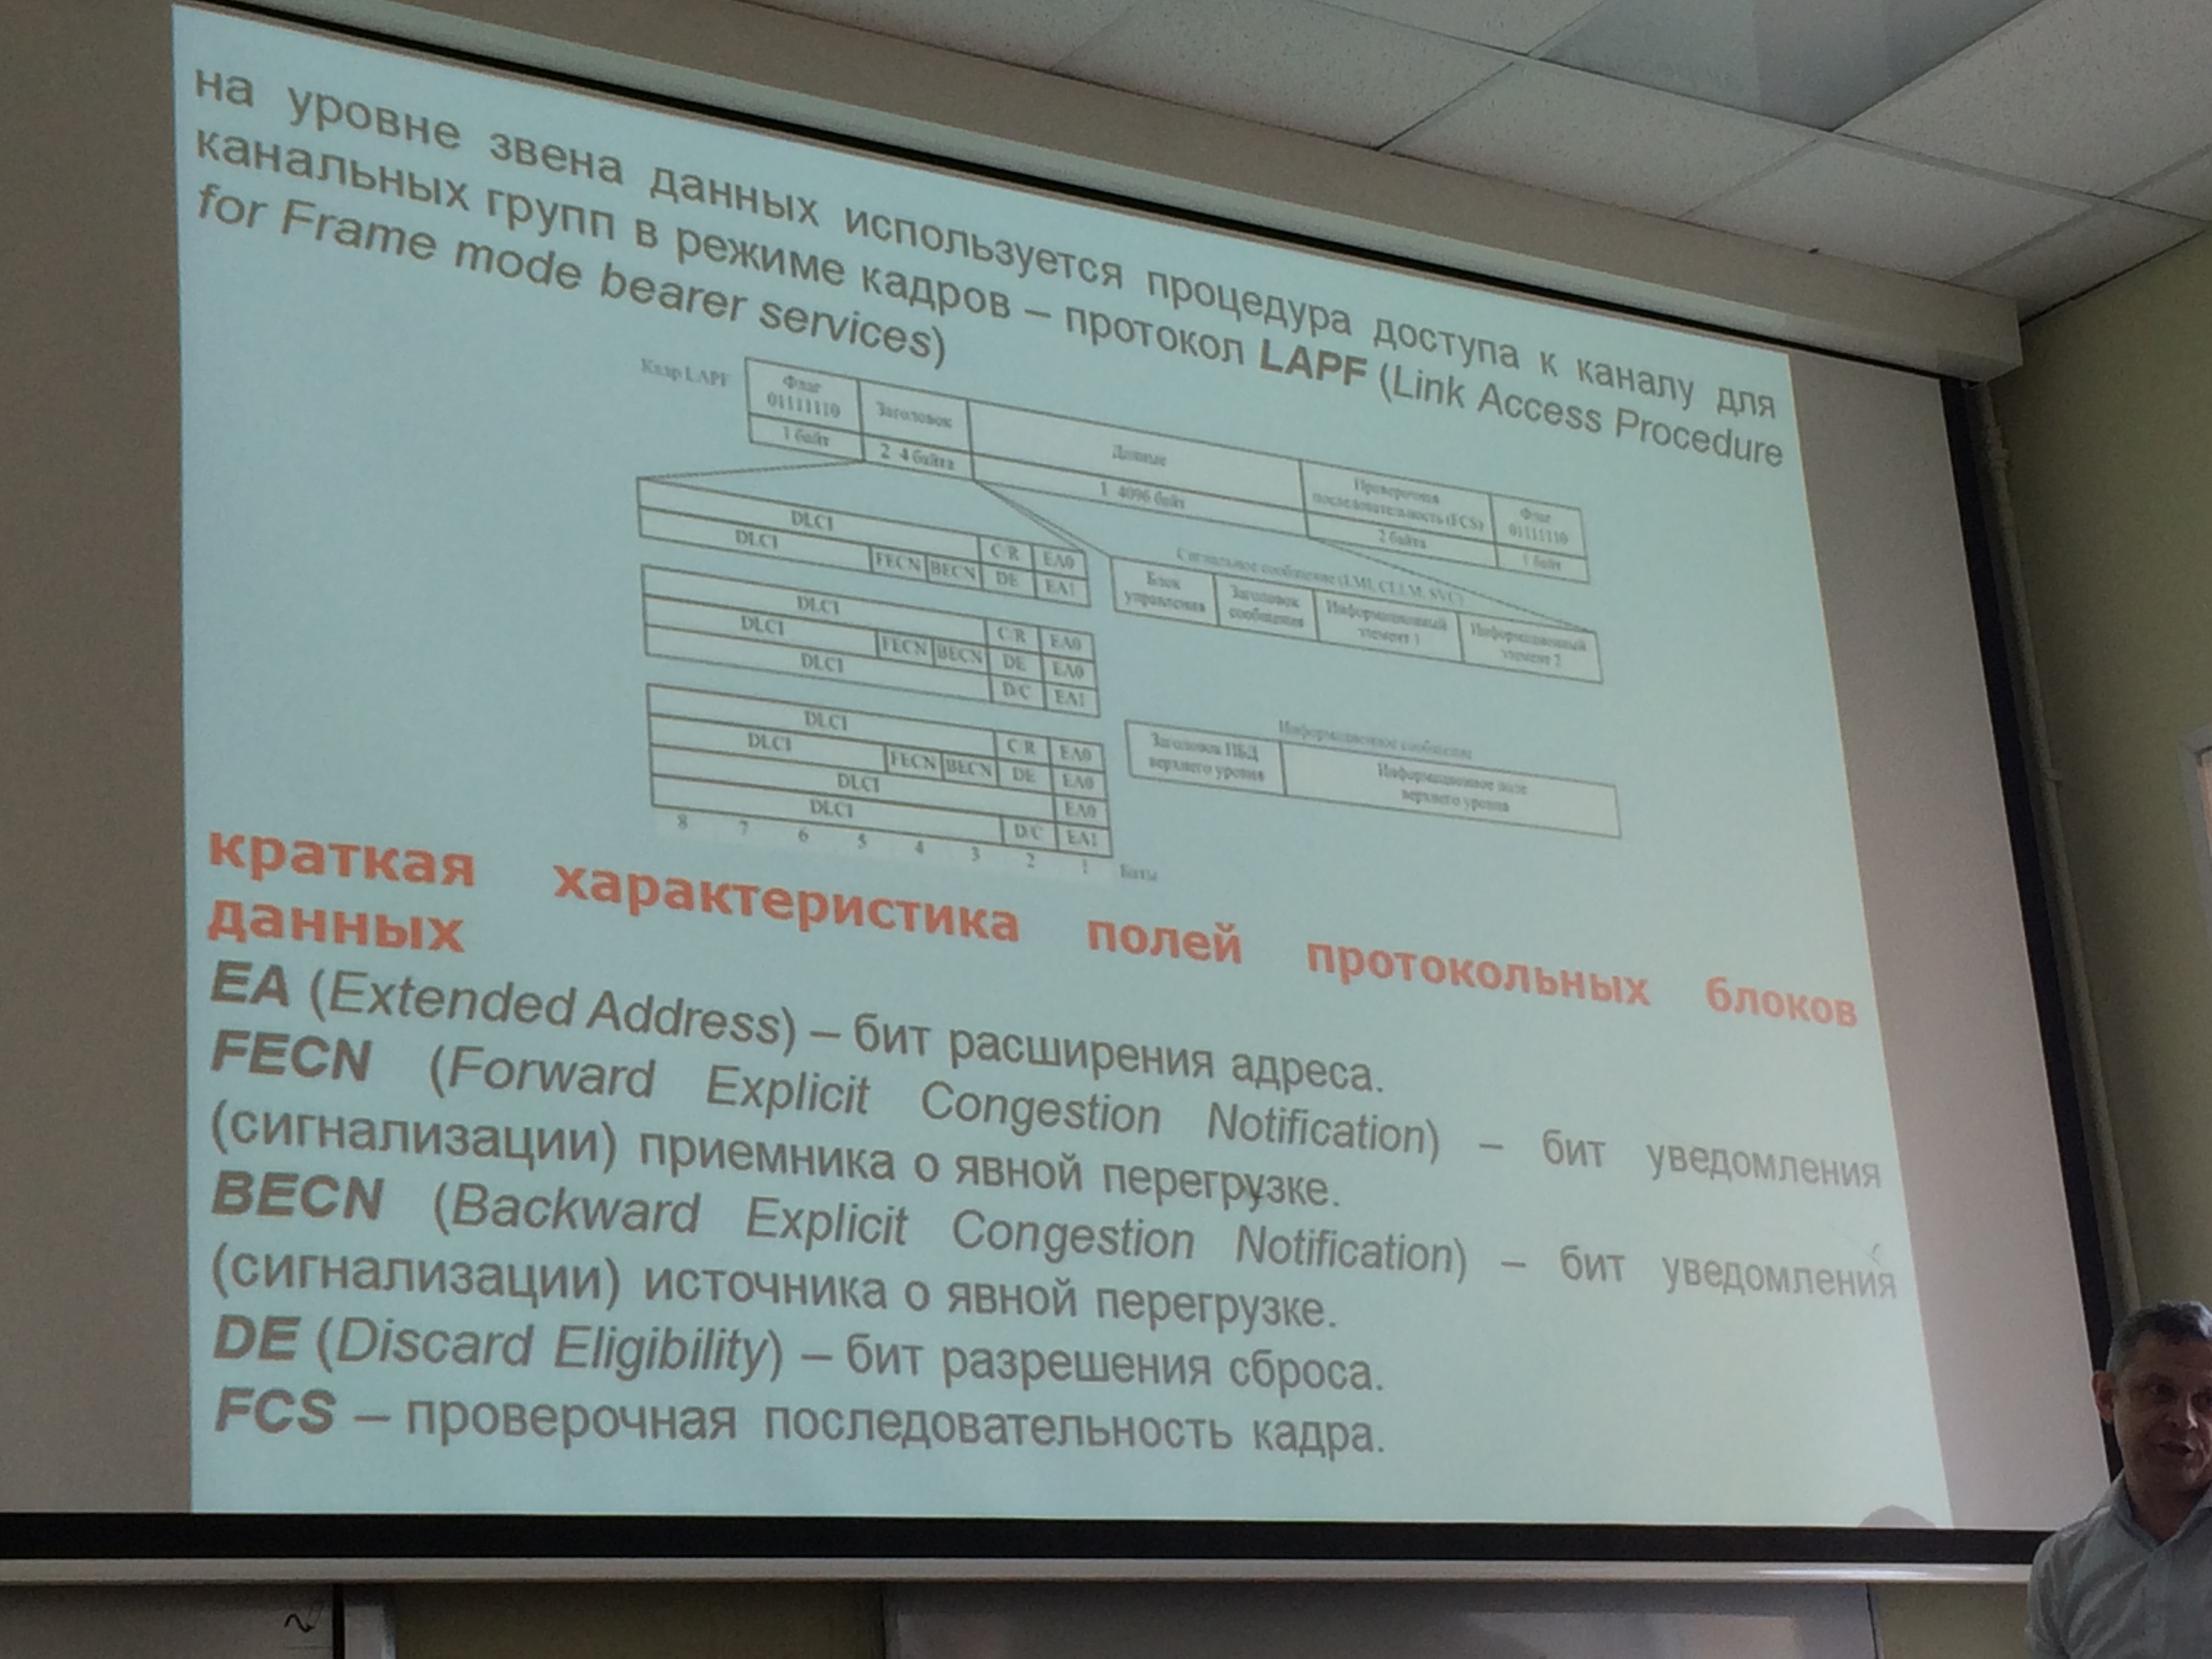 на уровне звена данных используется процедура доступа к каналу для
канальных групп в режиме кадров – протокол LAPF (Link Access Procedure
for Frame mode bearer services)
Кадр LAPF
Флаг
01111110
Заголовок
Данные
Проверочная
последовательность (FCS)
Флаг
01111110
1 байт
2 4 байта
1 4096 байт
2 байта
1 байт
DLCI C/R EA0
DLCI FECN BECN DE EA1
DLCI C/R EA0
DLCI FECN BECN DE EA0
DLCI D/C EA1
DLCI C/R EA0
DLCI FECN BECN DE EA0
DLCI EA0
DLCI D/C EA1
8 7 6 5 4 3 2 1 Биты
Сигнальное сообщение (LMI, CLLM, SVC)
Блок
управления
Заголовок
сообщения
Информационный
элемент 1
Информационный
элемент 2
Информационное сообщение
Заголовок ПБД
верхнего уровня
Информационное поле
верхнего уровня
краткая характеристика полей протокольных блоков
данных
EA (Extended Address) – бит расширения адреса.
FECN (Forward Explicit Congestion Notification) – бит уведомления
(сигнализации) приемника о явной перегрузке.
BECN (Backward Explicit Congestion Notification) – бит уведомления
(сигнализации) источника о явной перегрузке.
DE (Discard Eligibility) – бит разрешения сброса.
FCS – проверочная последовательность кадра.